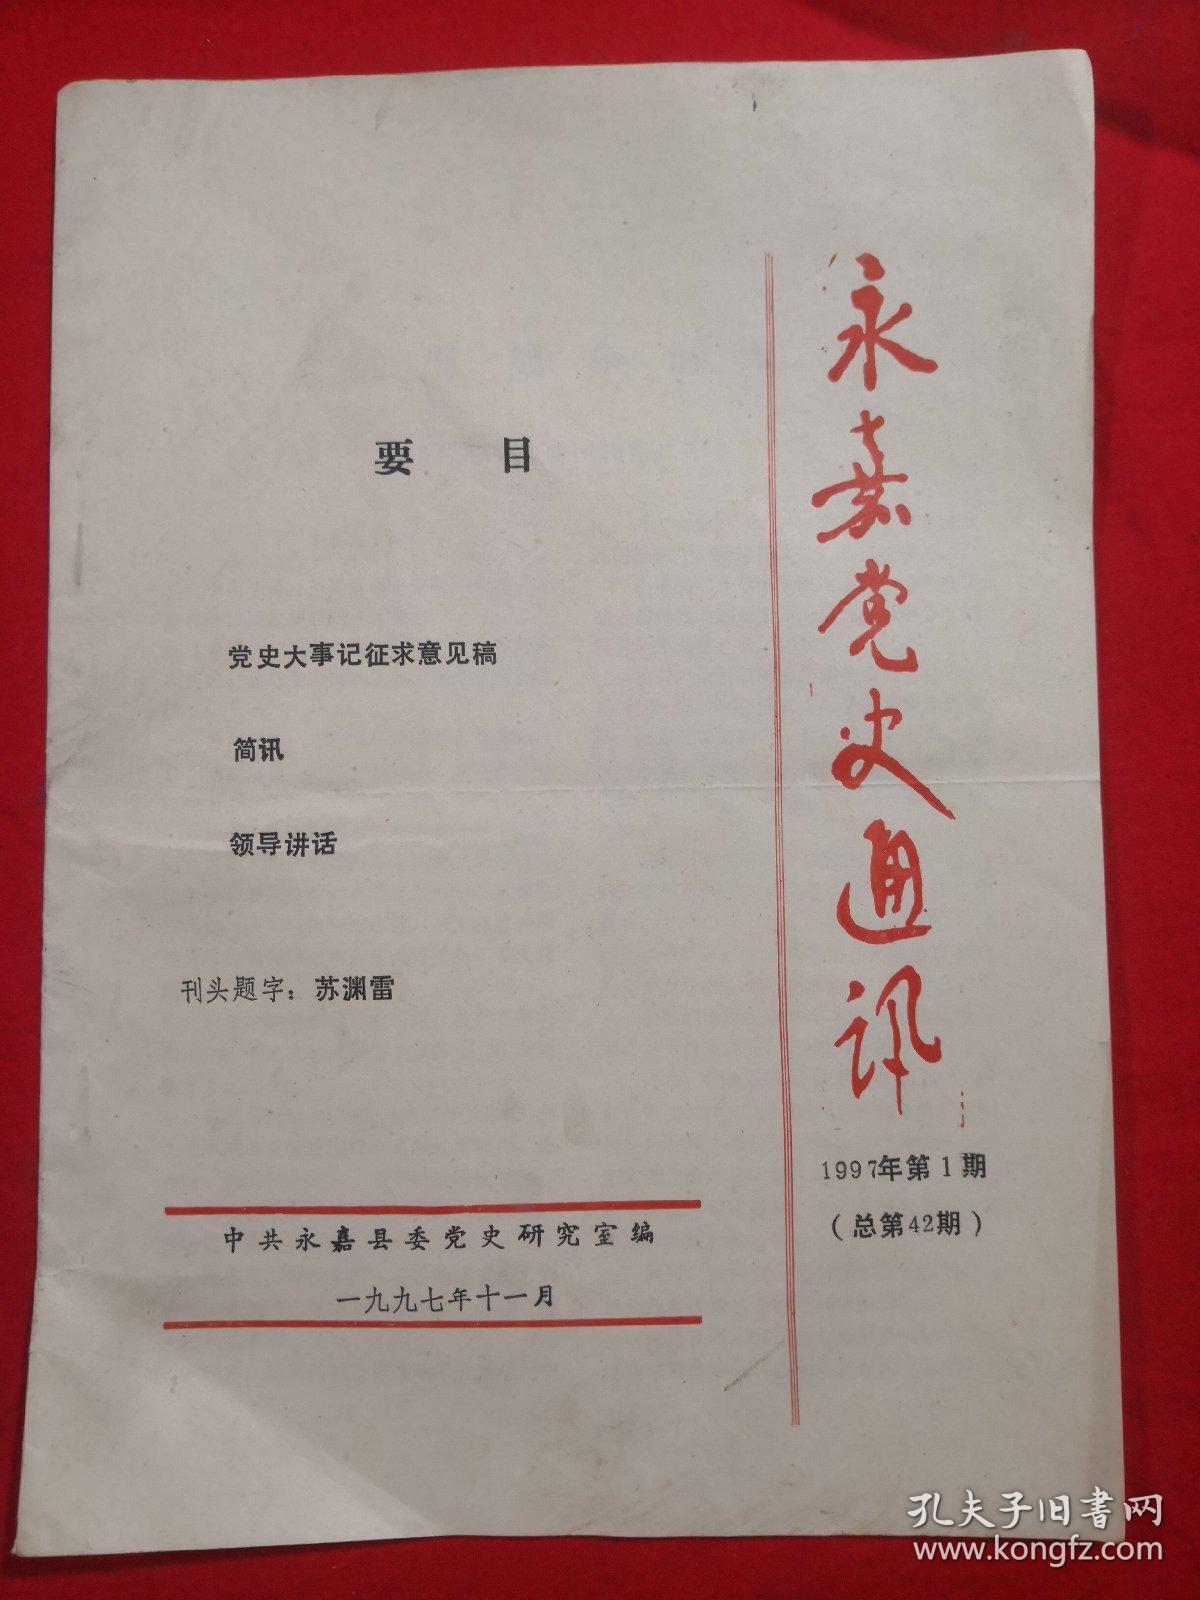 永嘉党史通讯
1997年第1期
(总第42期)
要 目
党史大事记征求意见稿
简讯
领导讲话
刊头题字：苏渊雷
中共永嘉县委党史研究室编
一九九七年十一月
孔夫子旧书网
www.kongfz.com